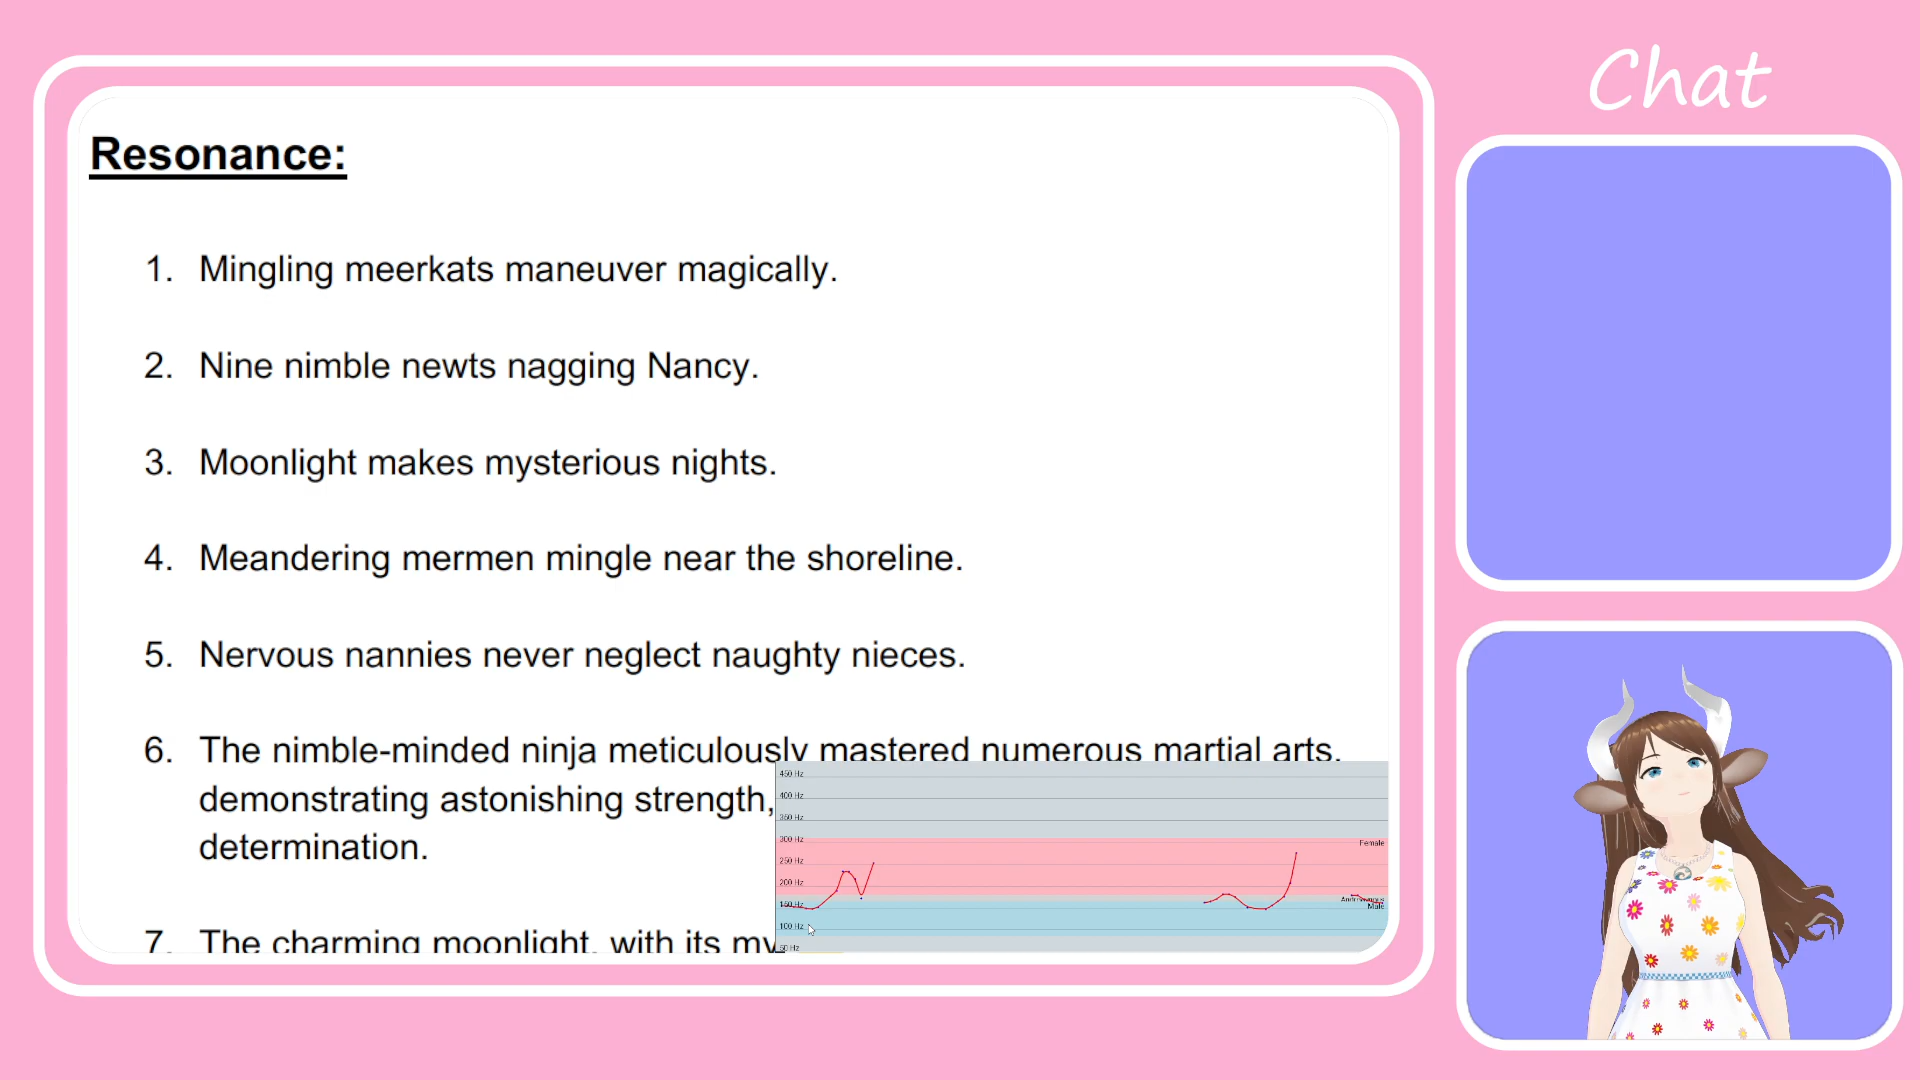 Chat
Resonance:
1. Mingling meerkats maneuver magically.
2. Nine nimble newts nagging Nancy.
3. Moonlight makes mysterious nights.
4. Meandering mermen mingle near the shoreline.
5. Nervous nannies never neglect naughty nieces.
6. The nimble-minded ninja meticulously mastered numerous martial arts,
demonstrating astonishing strength,
determination.
7. The charming moonlight, with its
450 Hz
400 Hz
350 Hz
300 Hz
250 Hz
200 Hz
150 Hz
100 Hz
50 Hz
Female
Male